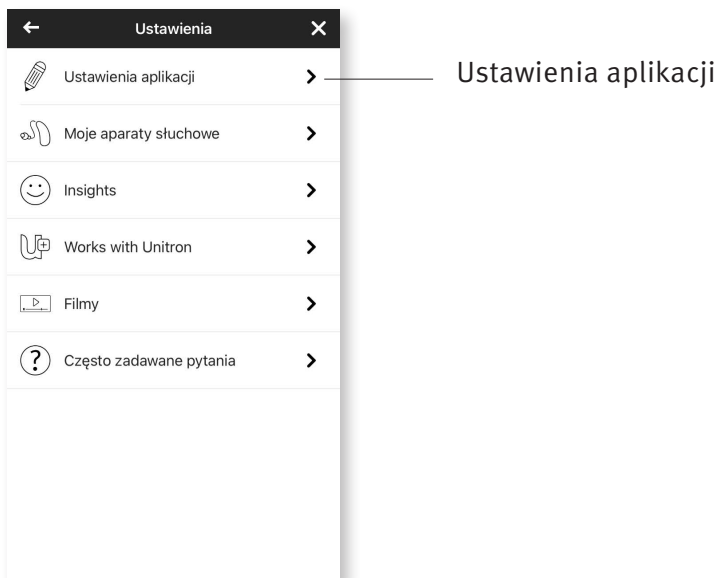 Ustawienia
Ustawienia aplikacji
Ustawienia aplikacji
Moje aparaty słuchowe
Insights
Works with Unitron
Filmy
Często zadawane pytania